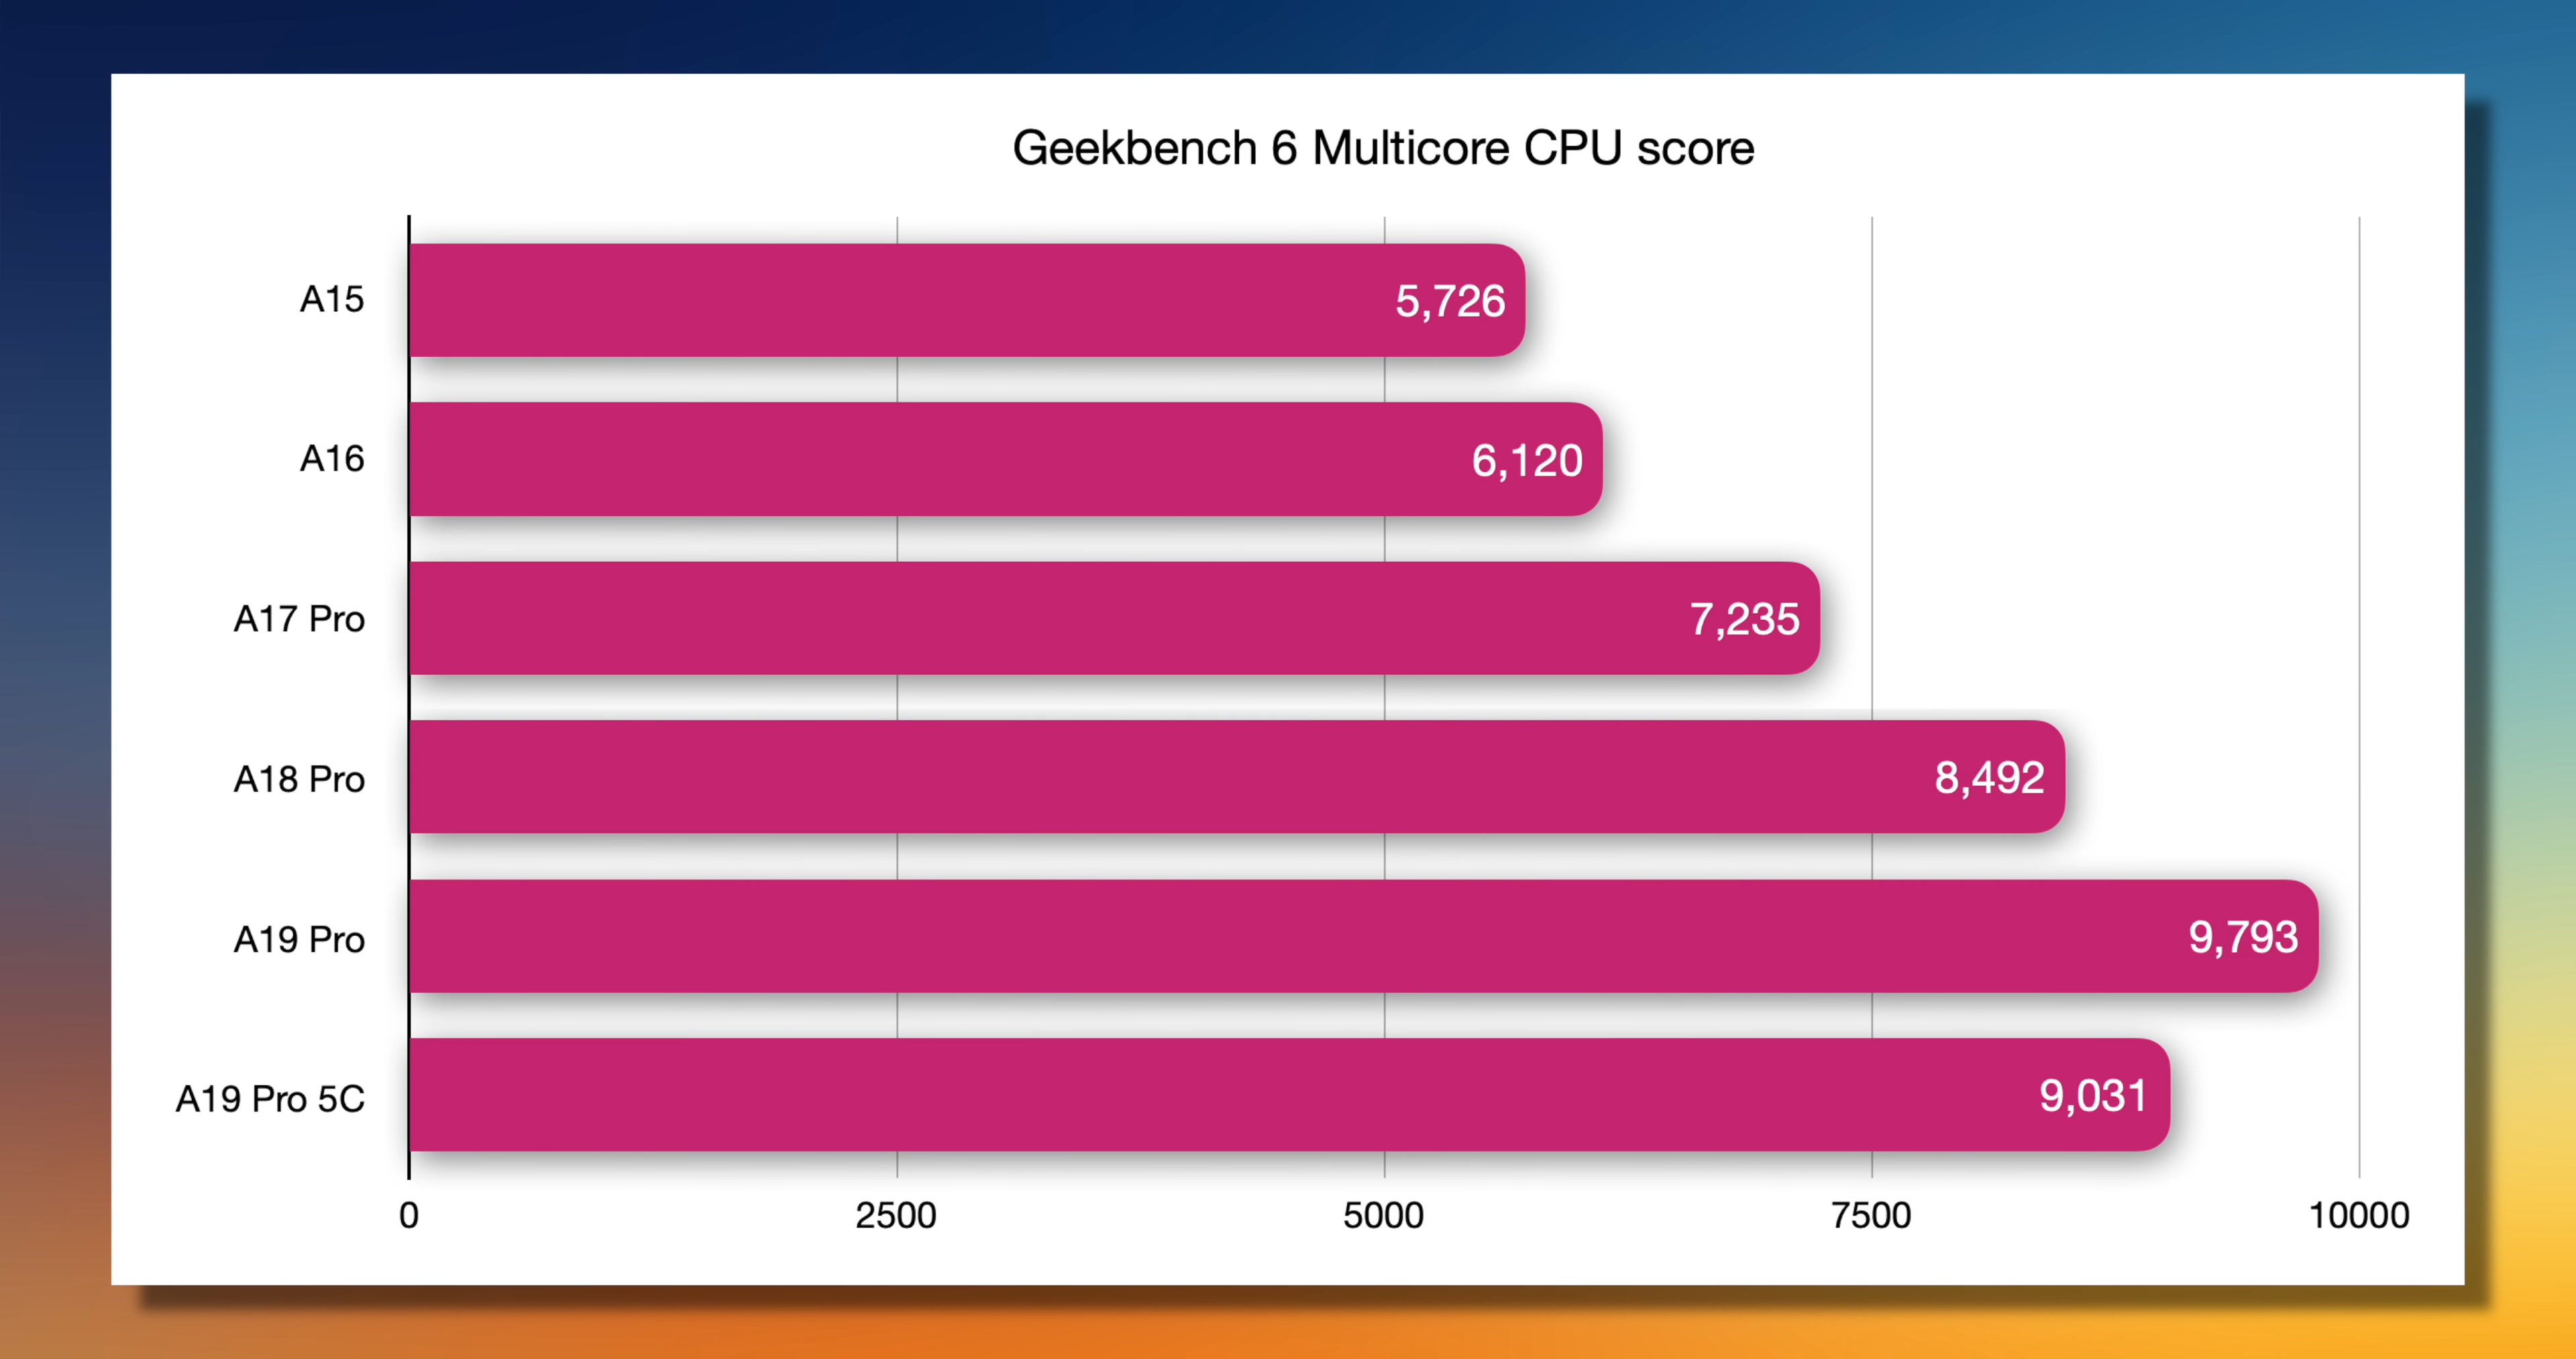 Geekbench 6 Multicore CPU score
A15 5,726
A16 6,120
A17 Pro 7,235
A18 Pro 8,492
A19 Pro 9,793
A19 Pro 5C 9,031
0 2500 5000 7500 10000